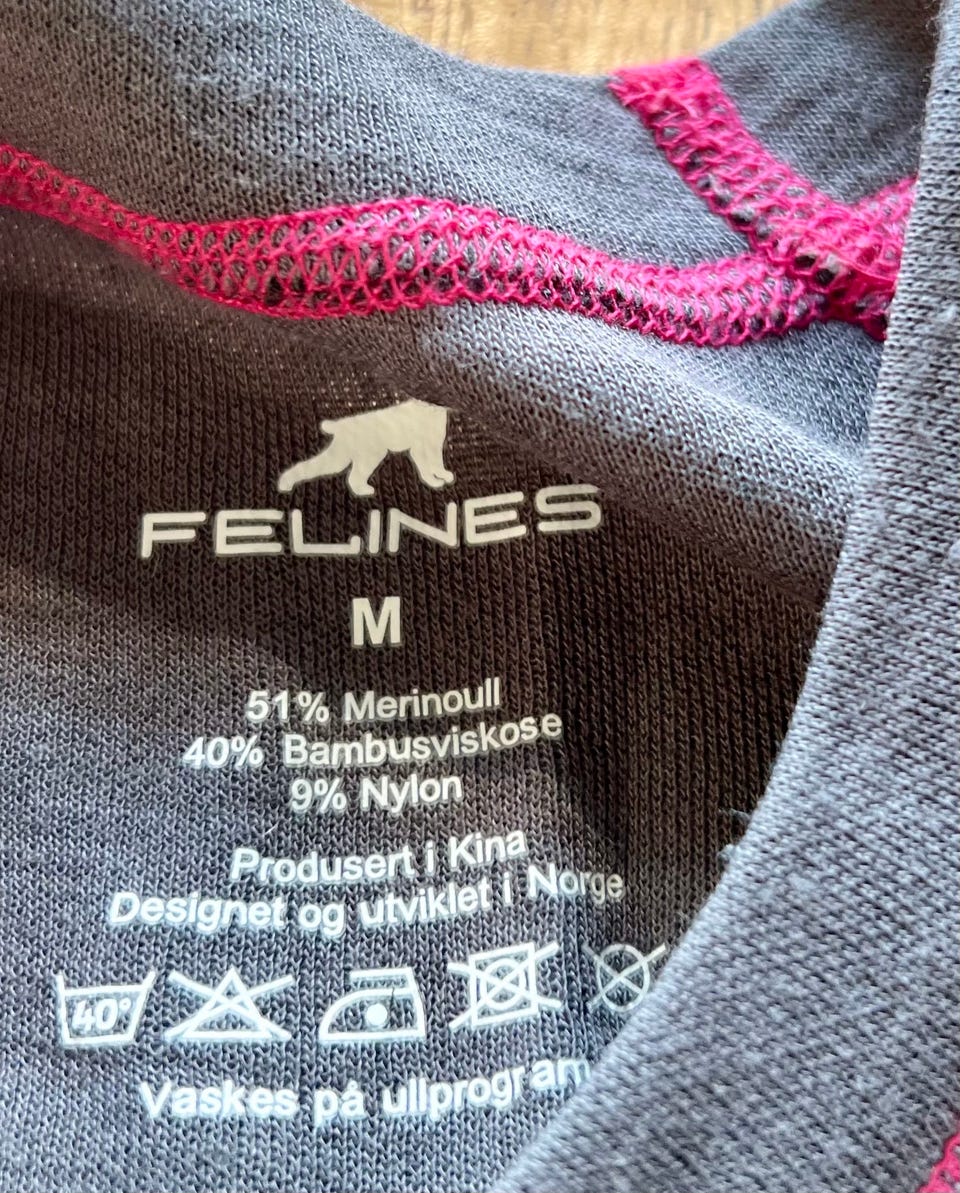 FELINES
M
51% Merinoull
40% Bambusviskose
9% Nylon
Produsert i Kina
Designet og utviklet i Norge
40°
Vaskes på ullprogram